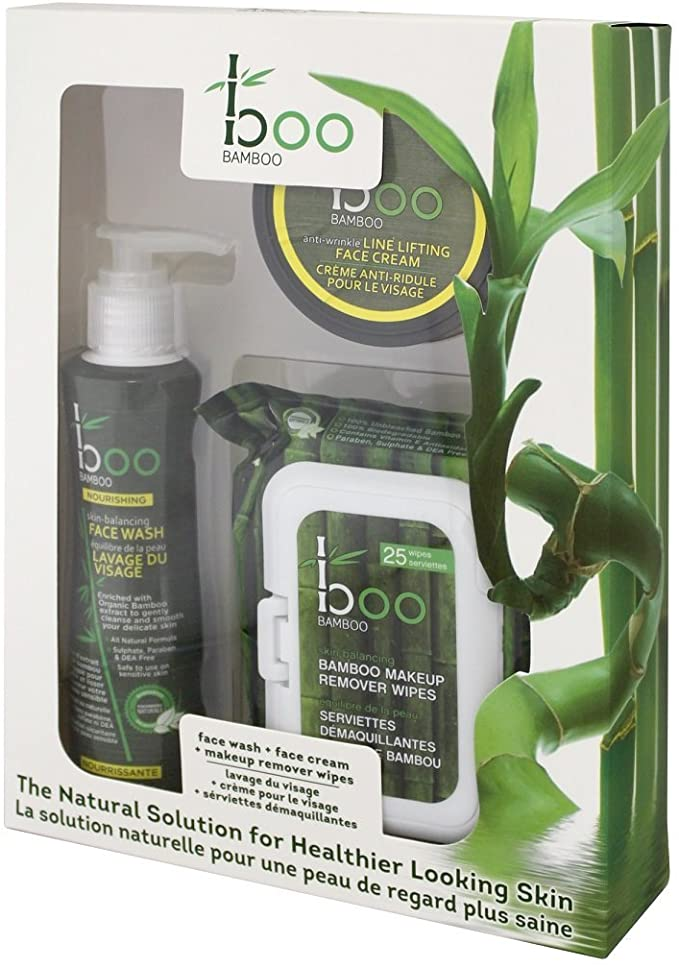 boo
BAMBOO
boo
BAMBOO
anti-wrinkle LINE LIFTING
FACE CREAM
CRÈME ANTI-RIDULE
POUR LE VISAGE
boo
BAMBOO
NOURISHING
skin-balancing
FACE WASH
équilibre de la peau
LAVAGE DU
VISAGE
Enriched with
Organic Bamboo
extract to gently
cleanse and smooth
your delicate skin
All Natural Formula
Sulphate, Paraben
& DEA Free
Safe to use on
sensitive skin
NOURRISSANTE
100% Unbleached Bamboo
100% Biodegradable
Contains Vitamin E
Paraben, Sulphate & DEA Free
25 wipes
serviettes
boo
BAMBOO
skin balancing
BAMBOO MAKEUP
REMOVER WIPES
équilibre de la peau
SERVIETTES
DÉMAQUILLANTES
BAMBOU
face wash + face cream
+ makeup remover wipes
lavage du visage
+ crème pour le visage
+ sérviettes démaquillantes
The Natural Solution for Healthier Looking Skin
La solution naturelle pour une peau de regard plus saine